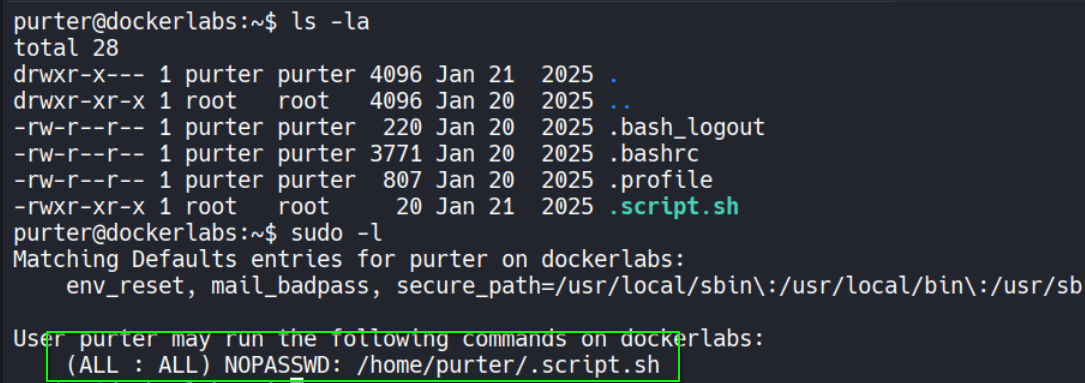 purter@dockerlabs:~$ ls -la
total 28
drwxr-x--- 1 purter purter 4096 Jan 21  2025 .
drwxr-xr-x 1 root   root   4096 Jan 20  2025 ..
-rw-r--r-- 1 purter purter  220 Jan 20  2025 .bash_logout
-rw-r--r-- 1 purter purter 3771 Jan 20  2025 .bashrc
-rw-r--r-- 1 purter purter  807 Jan 20  2025 .profile
-rwxr-xr-x 1 root   root     20 Jan 21  2025 .script.sh
purter@dockerlabs:~$ sudo -l
Matching Defaults entries for purter on dockerlabs:
    env_reset, mail_badpass, secure_path=/usr/local/sbin\:/usr/local/bin\:/usr/sb
User purter may run the following commands on dockerlabs:
    (ALL : ALL) NOPASSWD: /home/purter/.script.sh